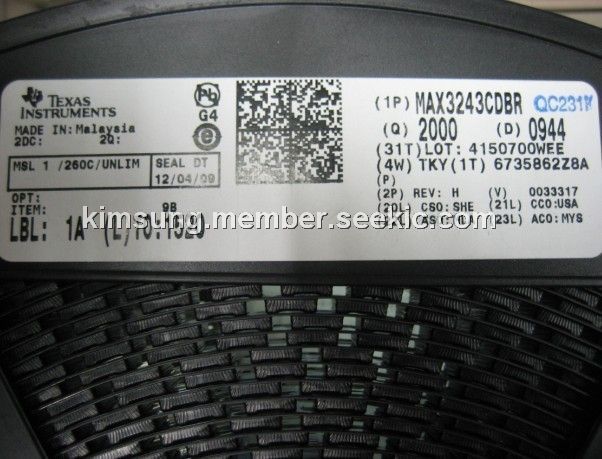 TEXAS INSTRUMENTS
MADE IN: Malaysia
2DC: 2Q:
MSL 1 /260C/UNLIM SEAL DT
12/04/09
OPT:
ITEM: 9B
LBL: 1A (L)TO:1520
Pb
G4
e
(1P) MAX3243CDBR QC231
(Q) 2000 (D) 0944
(31T)LOT: 4150700WEE
(4W) TKY(1T) 6735862Z8A
(P)
(2P) REV: H (V) 0033317
(20L) CSO:SHE (21L) CCO:USA
(23L) ACO:MYS
kimsung.member.seekic.com